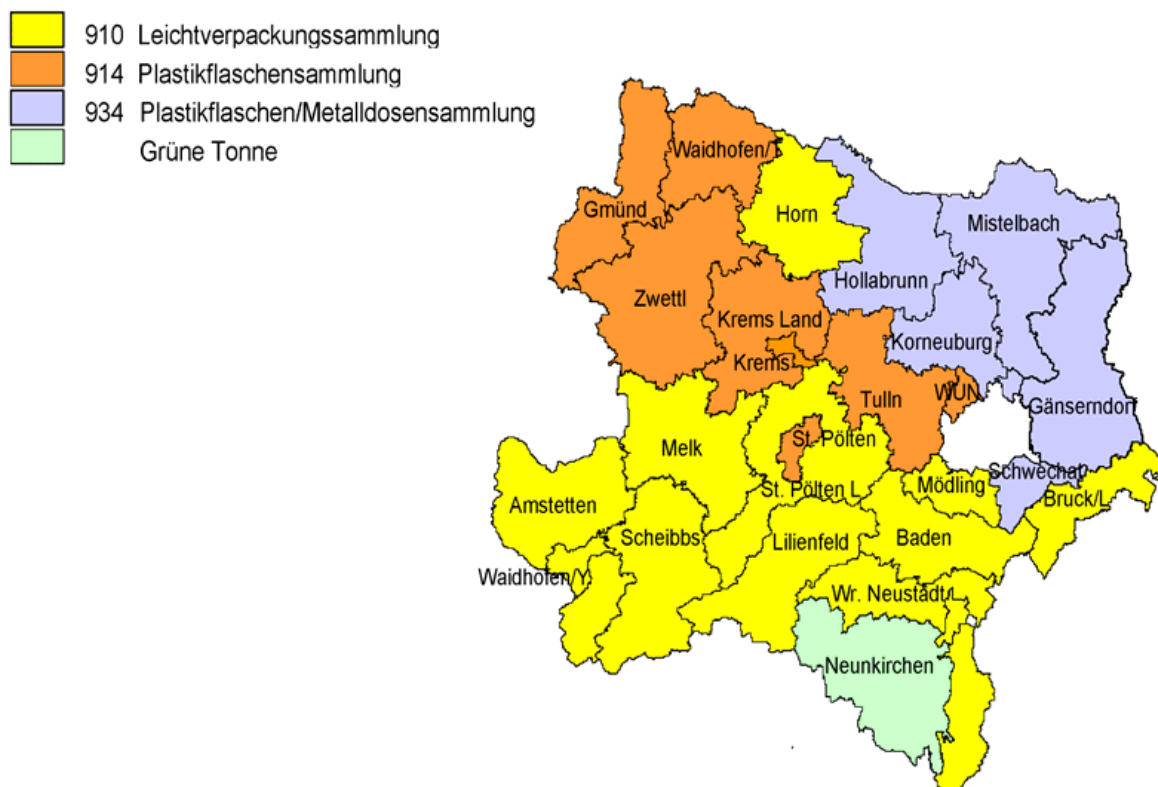 910 Leichtverpackungssammlung
914 Plastikflaschensammlung
934 Plastikflaschen/Metalldosensammlung
Grüne Tonne
Waidhofen/T
Gmünd
Horn
Mistelbach
Zwettl
Hollabrunn
Krems Land
Korneuburg
Krems
WUN
Tulln
Gänserndorf
St. Pölten
Melk
Schwechat
Mödling
St. Pölten L
Bruck/L
Amstetten
Scheibbs
Lilienfeld
Baden
Waidhofen/Y
Wr. Neustadt L
Neunkirchen